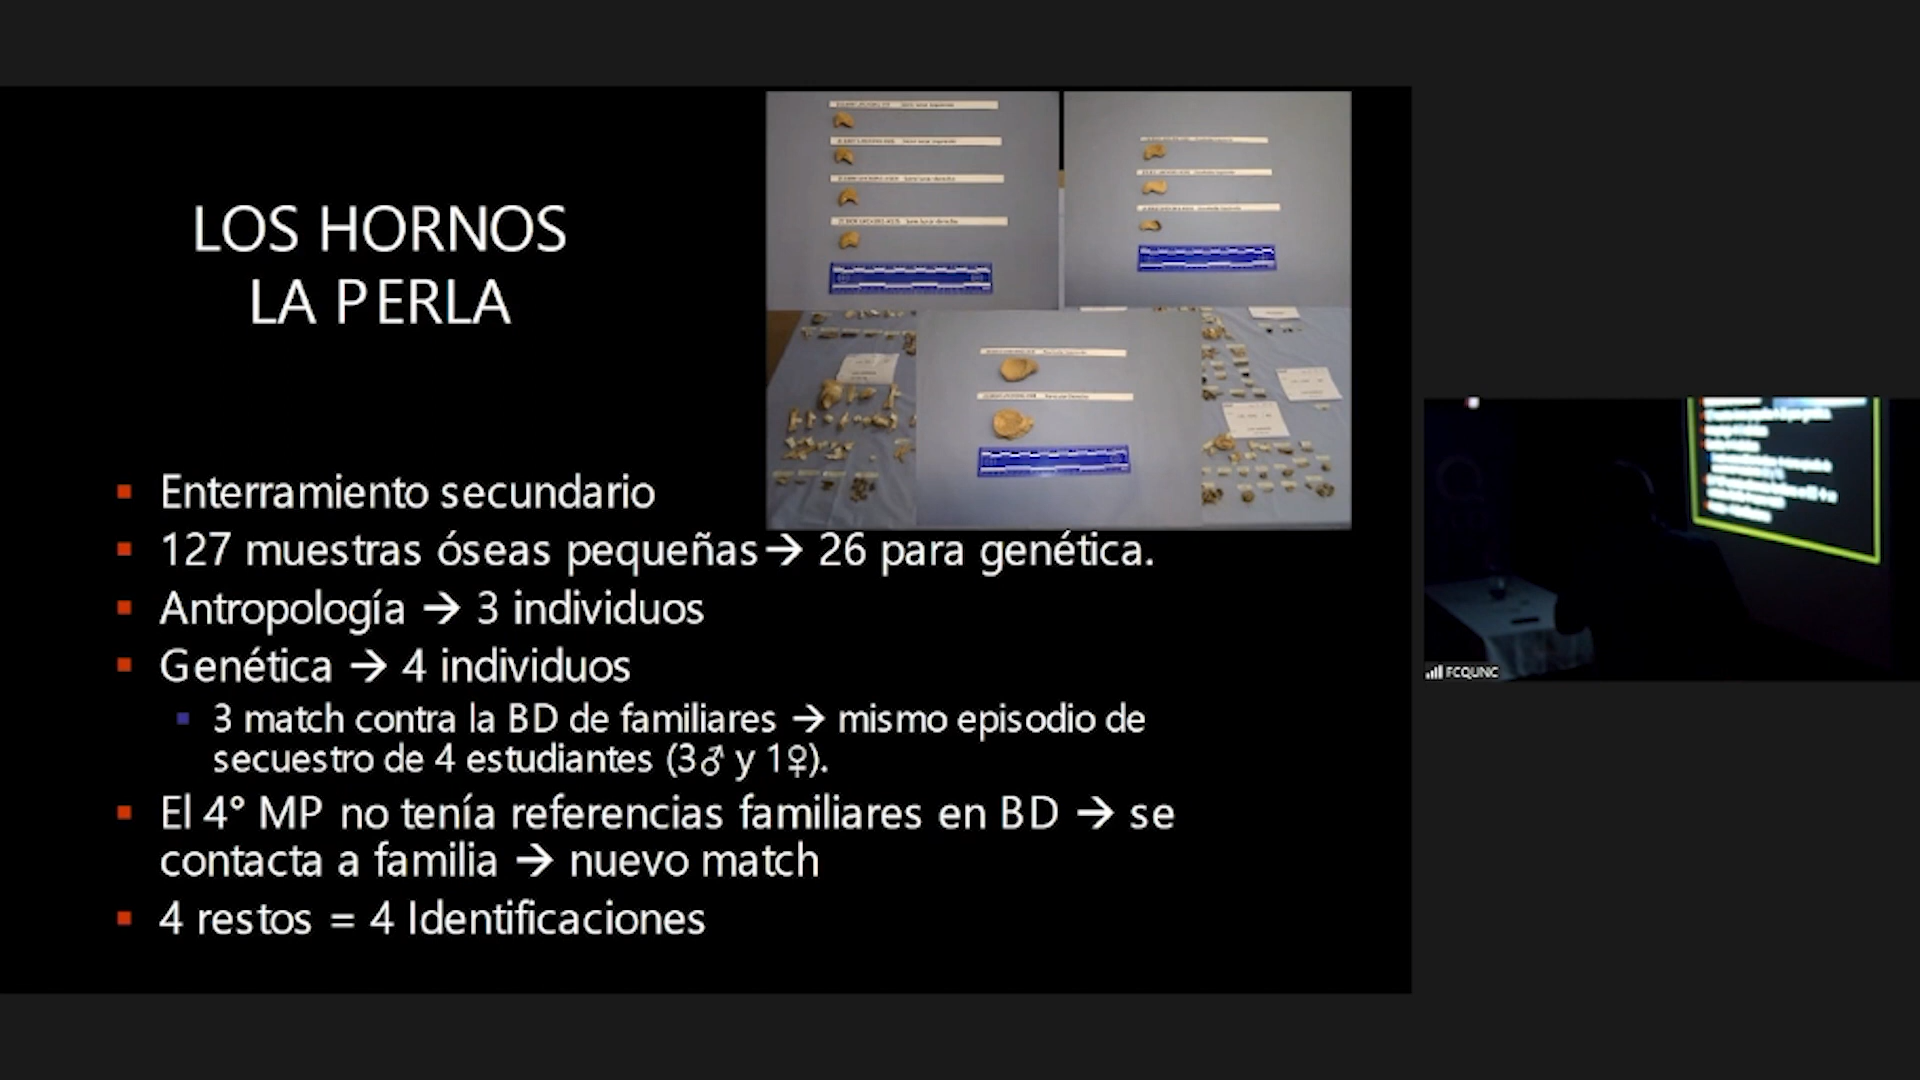 LOS HORNOS
LA PERLA
Enterramiento secundario
127 muestras óseas pequeñas→ 26 para genética.
Antropología → 3 individuos
Genética → 4 individuos
3 match contra la BD de familiares → mismo episodio de
secuestro de 4 estudiantes (3♂ y 1♀).
El 4° MP no tenía referencias familiares en BD → se
contacta a familia → nuevo match
4 restos = 4 Identificaciones
FCQUNC